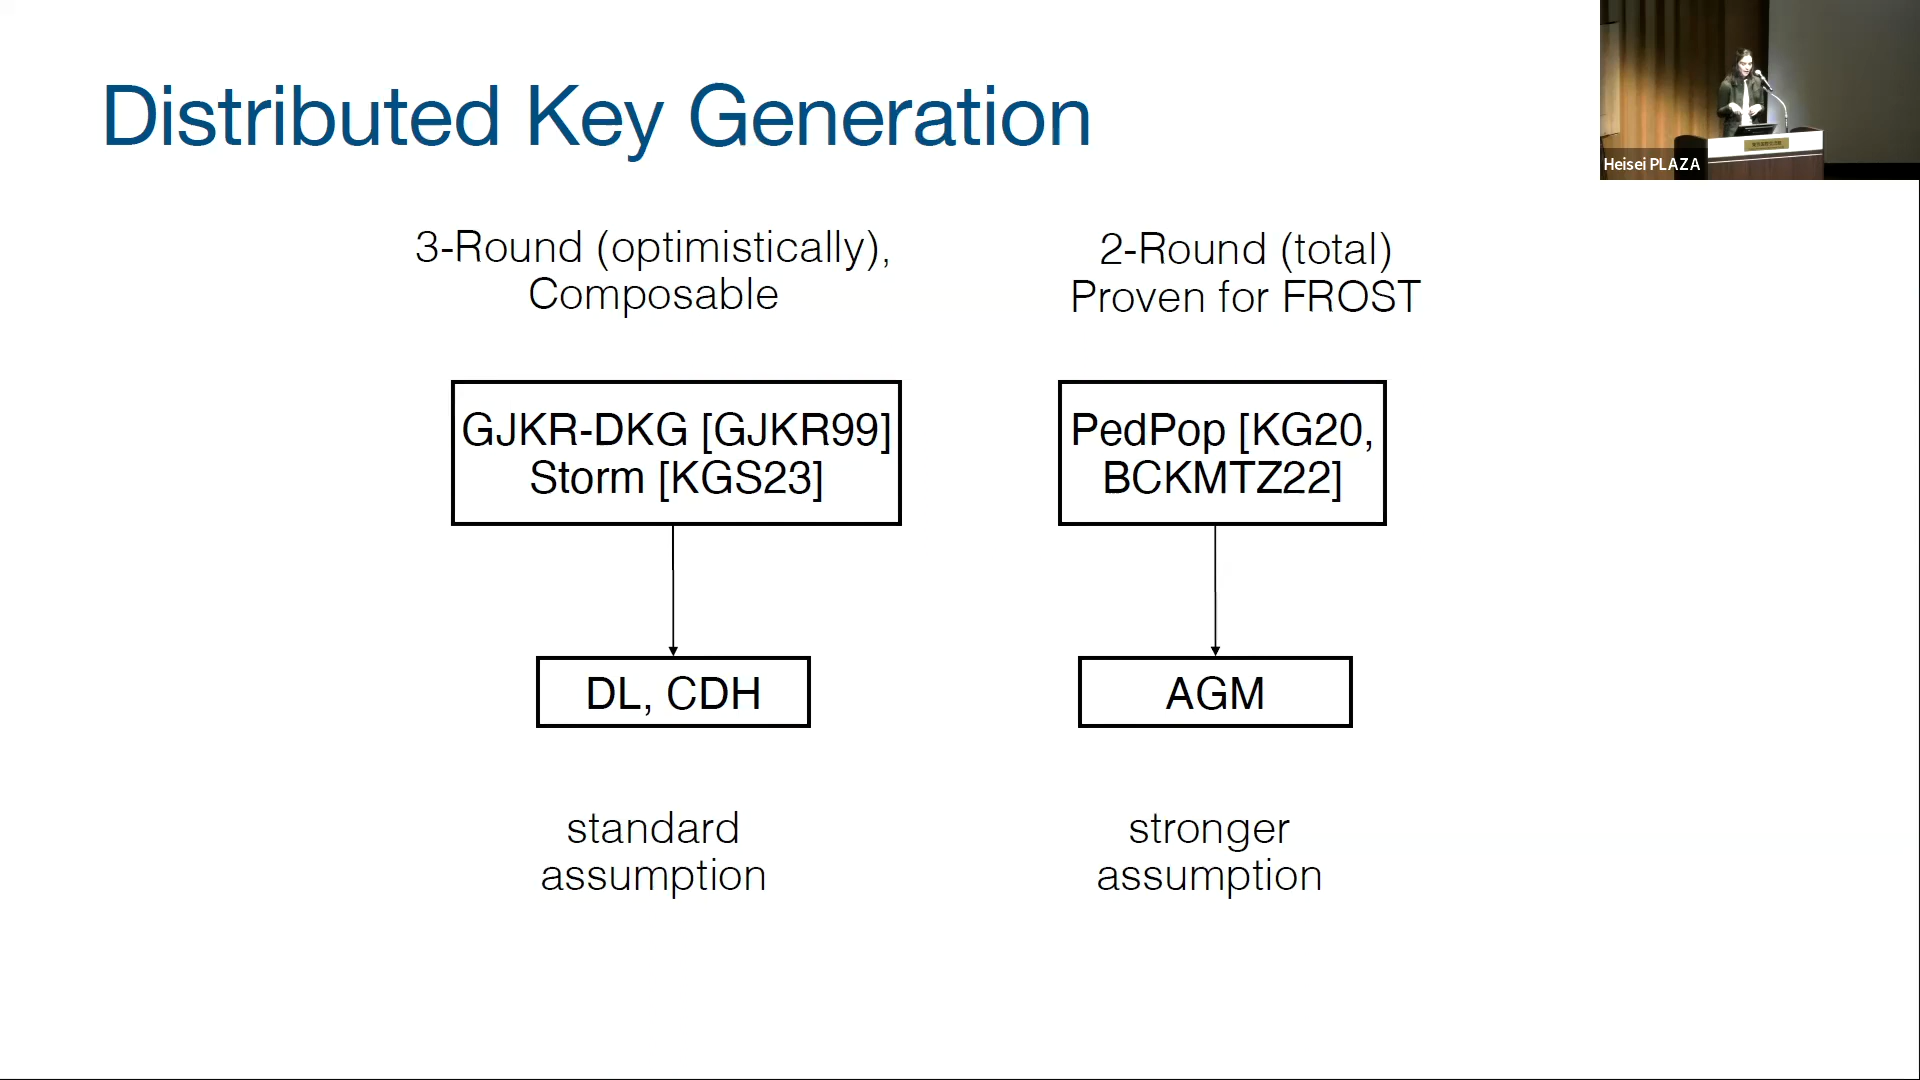 Distributed Key Generation
Heisei PLAZA
3-Round (optimistically),
Composable
2-Round (total)
Proven for FROST
GJKR-DKG [GJKR99]
Storm [KGS23]
PedPop [KG20,
BCKMTZ22]
DL, CDH
AGM
standard
assumption
stronger
assumption